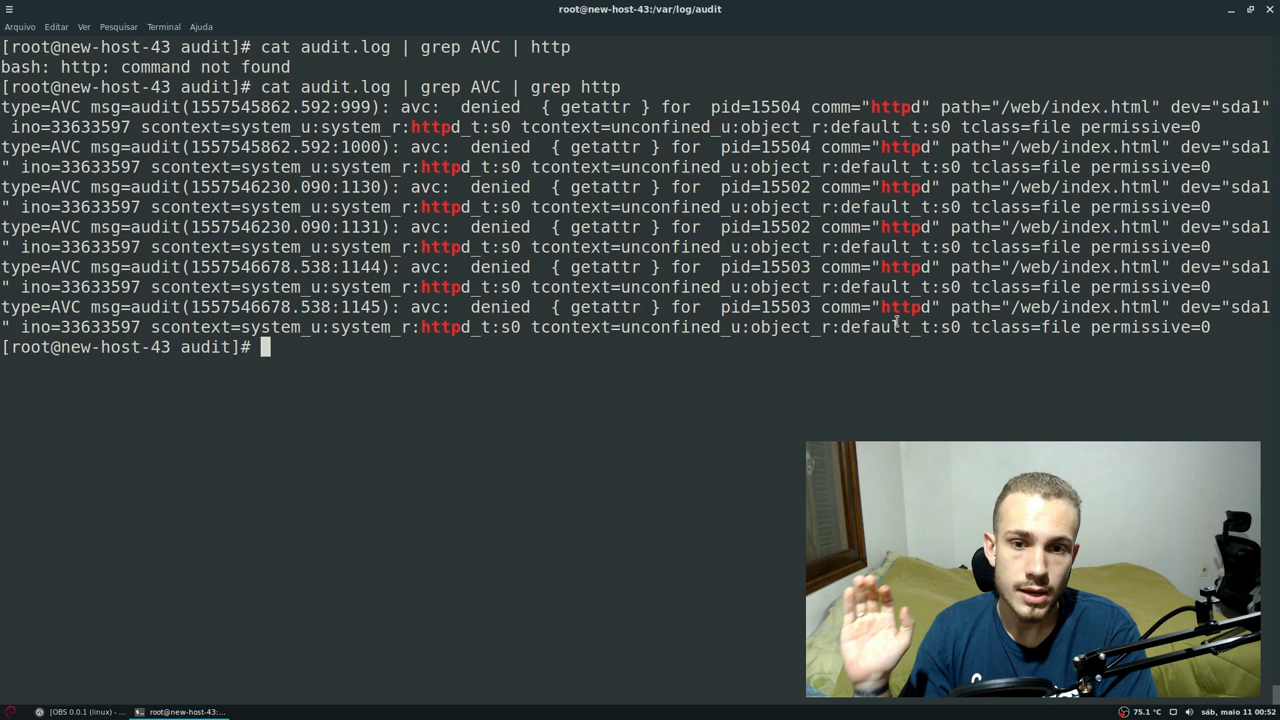 root@new-host-43:/var/log/audit
Arquivo Editar Ver Pesquisar Terminal Ajuda
[root@new-host-43 audit]# cat audit.log | grep AVC | http
bash: http: command not found
[root@new-host-43 audit]# cat audit.log | grep AVC | grep http
type=AVC msg=audit(1557545862.592:999): avc:  denied  { getattr } for  pid=15504 comm="httpd" path="/web/index.html" dev="sda1"
 ino=33633597 scontext=system_u:system_r:httpd_t:s0 tcontext=unconfined_u:object_r:default_t:s0 tclass=file permissive=0
type=AVC msg=audit(1557545862.592:1000): avc:  denied  { getattr } for  pid=15504 comm="httpd" path="/web/index.html" dev="sda1
" ino=33633597 scontext=system_u:system_r:httpd_t:s0 tcontext=unconfined_u:object_r:default_t:s0 tclass=file permissive=0
type=AVC msg=audit(1557546230.090:1130): avc:  denied  { getattr } for  pid=15502 comm="httpd" path="/web/index.html" dev="sda1
" ino=33633597 scontext=system_u:system_r:httpd_t:s0 tcontext=unconfined_u:object_r:default_t:s0 tclass=file permissive=0
type=AVC msg=audit(1557546230.090:1131): avc:  denied  { getattr } for  pid=15502 comm="httpd" path="/web/index.html" dev="sda1
" ino=33633597 scontext=system_u:system_r:httpd_t:s0 tcontext=unconfined_u:object_r:default_t:s0 tclass=file permissive=0
type=AVC msg=audit(1557546678.538:1144): avc:  denied  { getattr } for  pid=15503 comm="httpd" path="/web/index.html" dev="sda1
" ino=33633597 scontext=system_u:system_r:httpd_t:s0 tcontext=unconfined_u:object_r:default_t:s0 tclass=file permissive=0
type=AVC msg=audit(1557546678.538:1145): avc:  denied  { getattr } for  pid=15503 comm="httpd" path="/web/index.html" dev="sda1
" ino=33633597 scontext=system_u:system_r:httpd_t:s0 tcontext=unconfined_u:object_r:default_t:s0 tclass=file permissive=0
[root@new-host-43 audit]#
[OBS 0.0.1 (linux) - ... root@new-host-43:... 75.1 °C sáb, maio 11 00:52